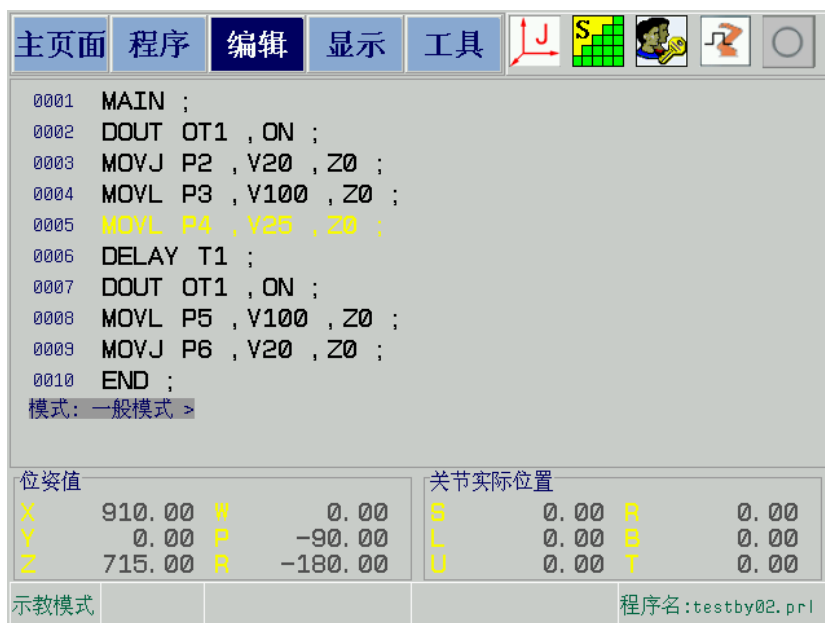 主页面 程序 编辑 显示 工具 J S
0001 MAIN ;
0002 DOUT OT1 ,ON ;
0003 MOVJ P2 ,V20 ,Z0 ;
0004 MOVL P3 ,V100 ,Z0 ;
0005 MOVL P4 ,V25 ,Z0 ;
0006 DELAY T1 ;
0007 DOUT OT1 ,ON ;
0008 MOVL P5 ,V100 ,Z0 ;
0009 MOVJ P6 ,V20 ,Z0 ;
0010 END ;
模式: 一般模式 >
位姿值 关节实际位置
X 910.00 W 0.00 S 0.00 R 0.00
Y 0.00 P -90.00 L 0.00 B 0.00
Z 715.00 R -180.00 U 0.00 T 0.00
示教模式 程序名:testby02.prl